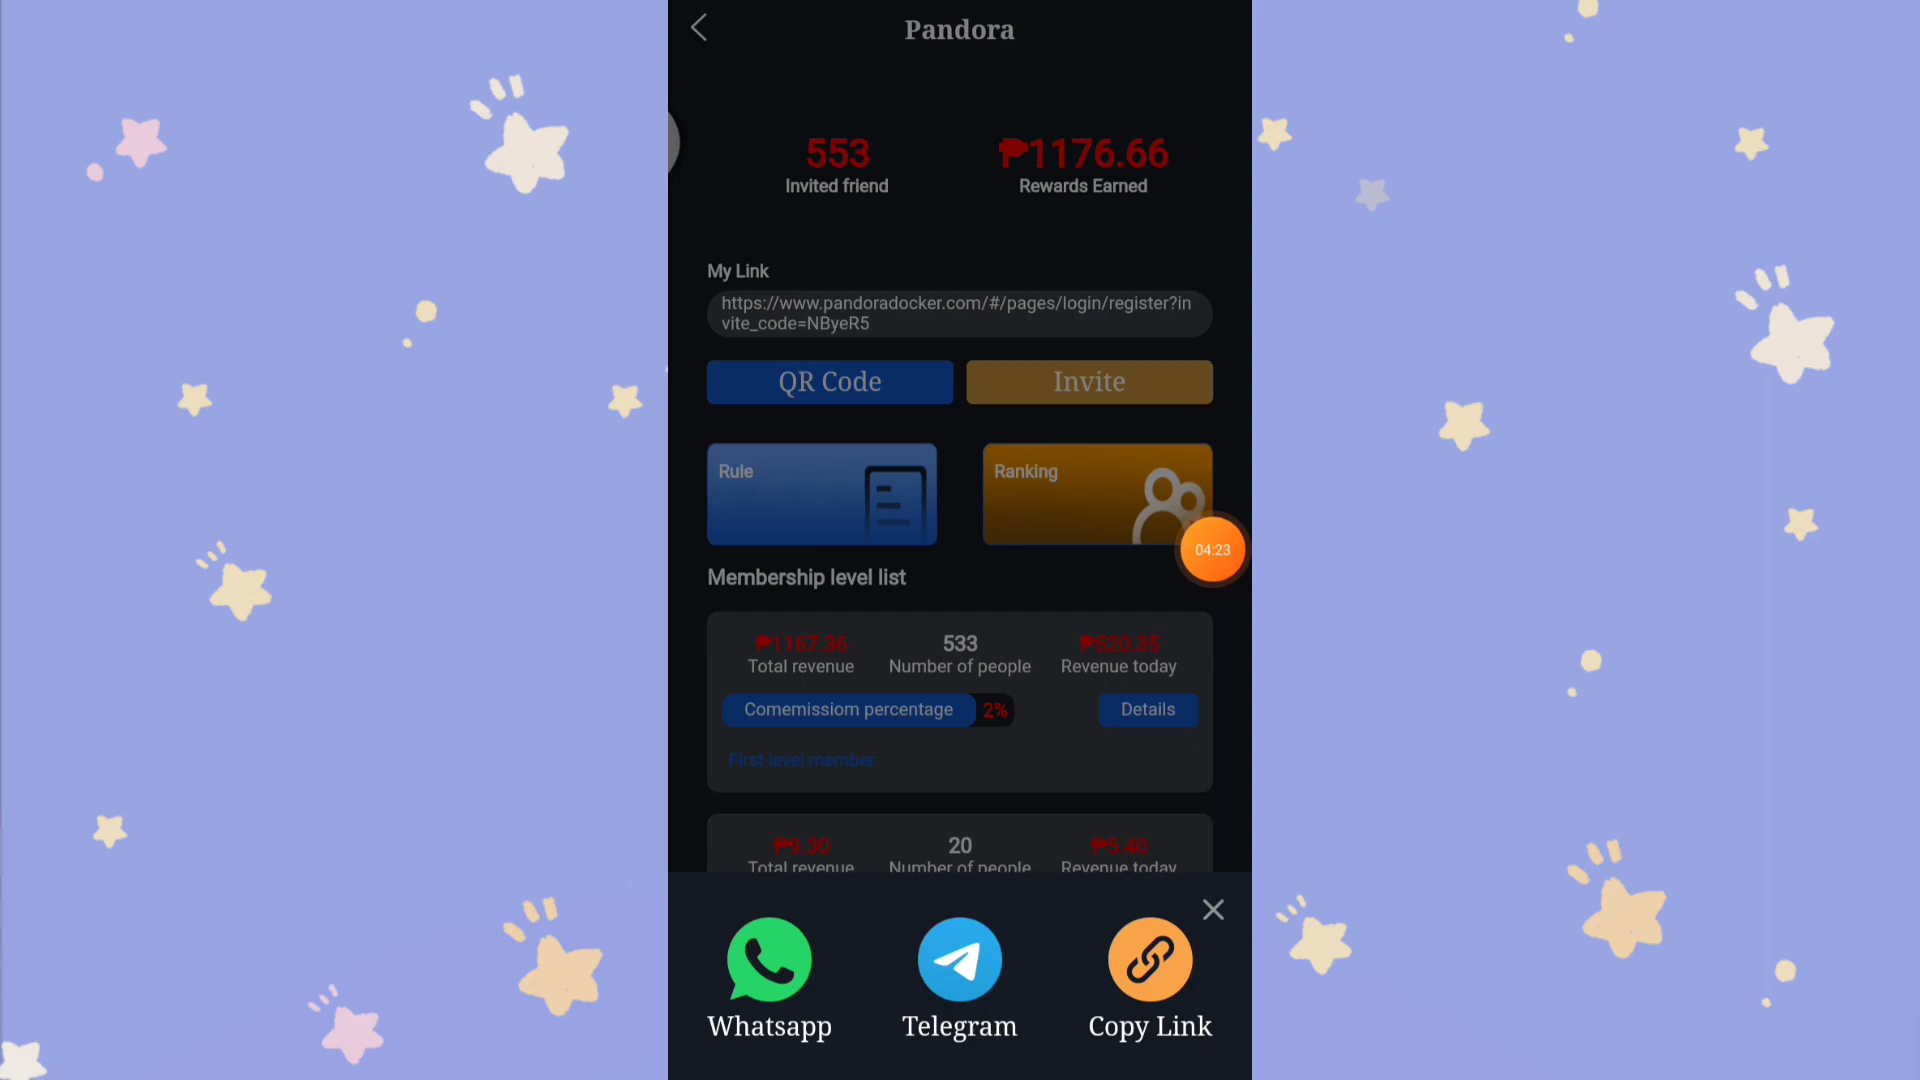 Pandora
553
₱1176.66
Invited friend
Rewards Earned
My Link
https://www.pandoradocker.com/#/pages/login/register?in
vite_code=NByeR5
QR Code
Invite
Rule
Ranking
04:23
Membership level list
₱1167.36
533
₱520.35
Total revenue
Number of people
Revenue today
Comemissiom percentage
2%
Details
First level member
₱9.30
20
₱5.40
Total revenue
Number of people
Revenue today
Whatsapp
Telegram
Copy Link